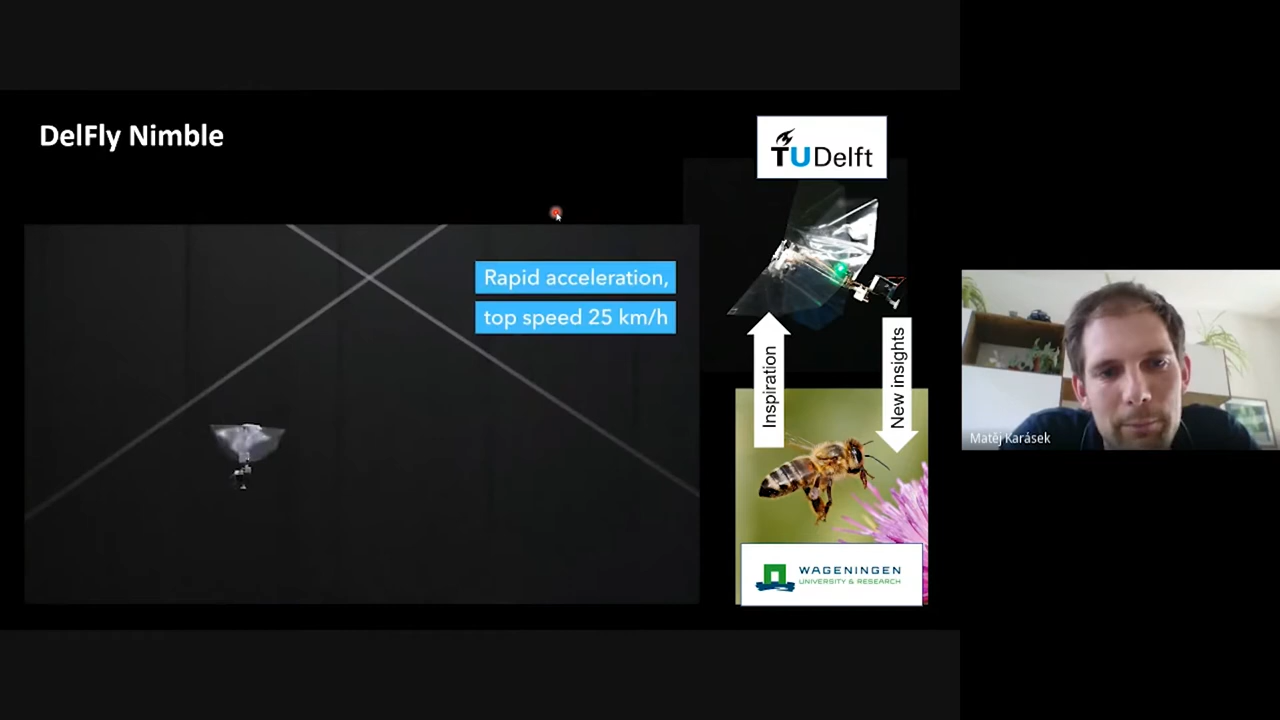 DelFly Nimble
TUDelft
Rapid acceleration,
top speed 25 km/h
Inspiration
New insights
WAGENINGEN
UNIVERSITY & RESEARCH
Matěj Karásek